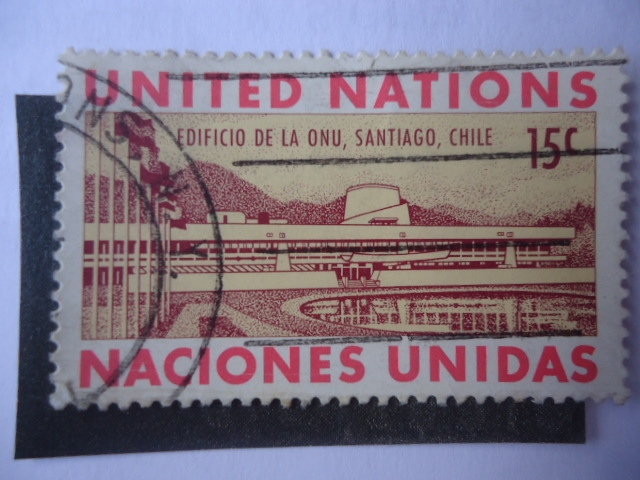 UNITED NATIONS
EDIFICIO DE LA ONU, SANTIAGO, CHILE
15c
NACIONES UNIDAS